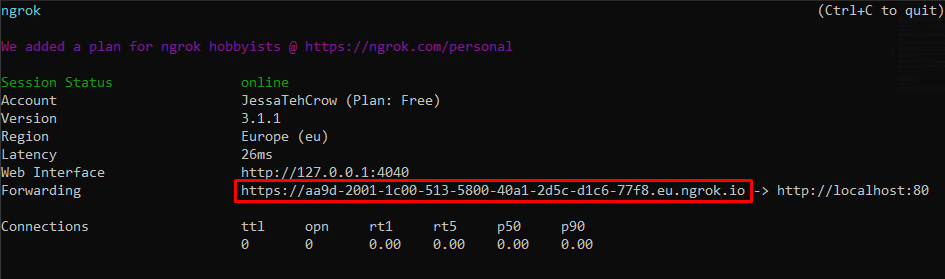 ngrok (Ctrl+C to quit)
We added a plan for ngrok hobbyists @ https://ngrok.com/personal
Session Status online
Account JessaTehCrow (Plan: Free)
Version 3.1.1
Region Europe (eu)
Latency 26ms
Web Interface http://127.0.0.1:4040
Forwarding https://aa9d-2001-1c00-513-5800-40a1-2d5c-d1c6-77f8.eu.ngrok.io -> http://localhost:80
Connections ttl opn rt1 rt5 p50 p90
0 0 0.00 0.00 0.00 0.00